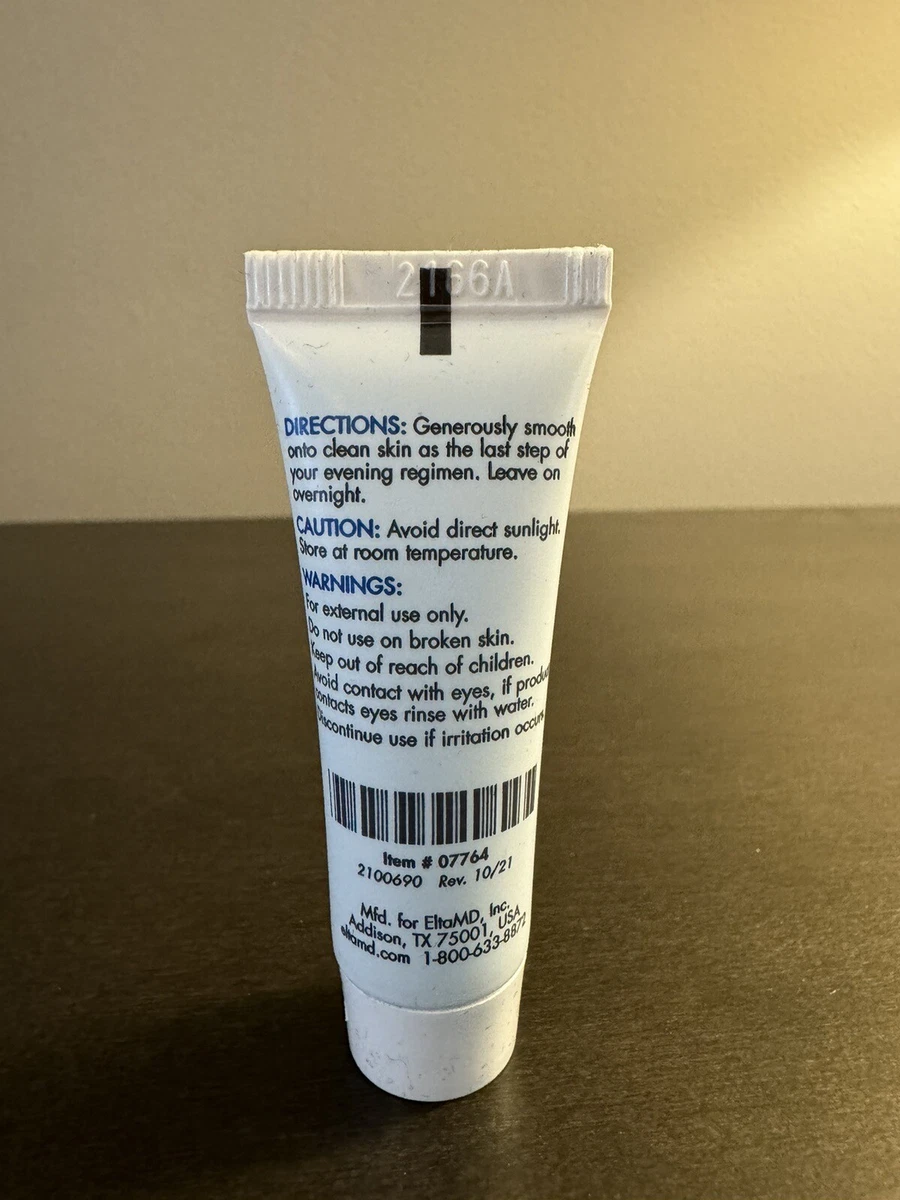 2166A
DIRECTIONS: Generously smooth
onto clean skin as the last step of
your evening regimen. Leave on
overnight.
CAUTION: Avoid direct sunlight.
Store at room temperature.
WARNINGS:
For external use only.
Do not use on broken skin.
Keep out of reach of children.
Avoid contact with eyes, if produ
contacts eyes rinse with water.
Discontinue use if irritation occurs
Item # 07764
2100690 Rev. 10/21
Mfd. for EltaMD, Inc.
Addison, TX 75001, USA
eltamd.com 1-800-633-8872